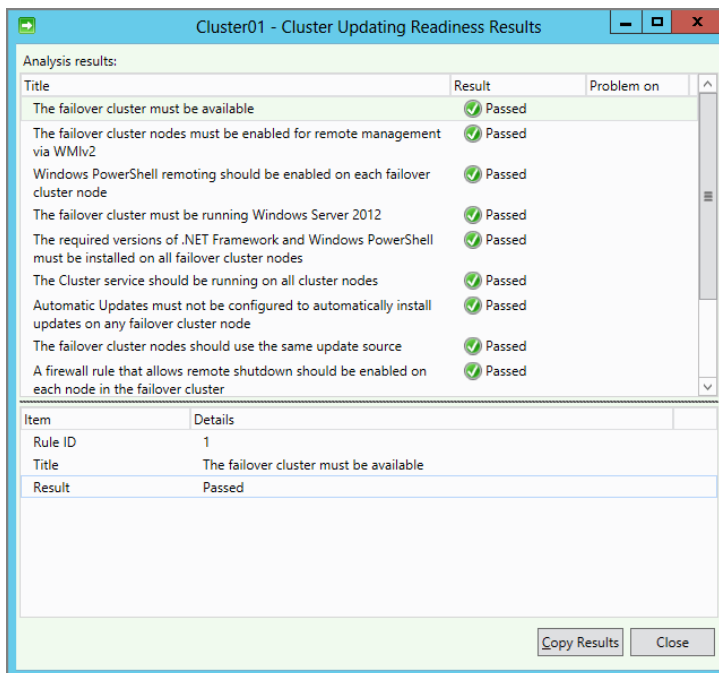 Cluster01 - Cluster Updating Readiness Results
Analysis results:
Title Result Problem on
The failover cluster must be available Passed
The failover cluster nodes must be enabled for remote management Passed
via WMIv2
Windows PowerShell remoting should be enabled on each failover Passed
cluster node
The failover cluster must be running Windows Server 2012 Passed
The required versions of .NET Framework and Windows PowerShell Passed
must be installed on all failover cluster nodes
The Cluster service should be running on all cluster nodes Passed
Automatic Updates must not be configured to automatically install Passed
updates on any failover cluster node
The failover cluster nodes should use the same update source Passed
A firewall rule that allows remote shutdown should be enabled on Passed
each node in the failover cluster
Item Details
Rule ID 1
Title The failover cluster must be available
Result Passed
Copy Results Close